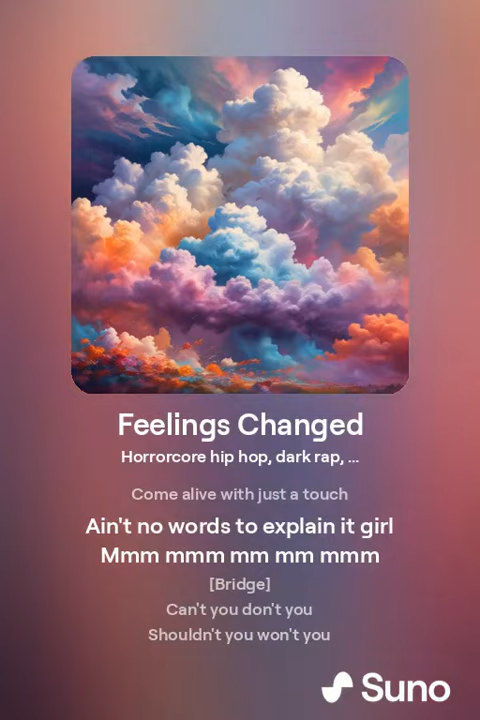 Feelings Changed
Horrorcore hip hop, dark rap, ...
Come alive with just a touch
Ain't no words to explain it girl
Mmm mmm mm mm mmm
[Bridge]
Can't you don't you
Shouldn't you won't you
Suno